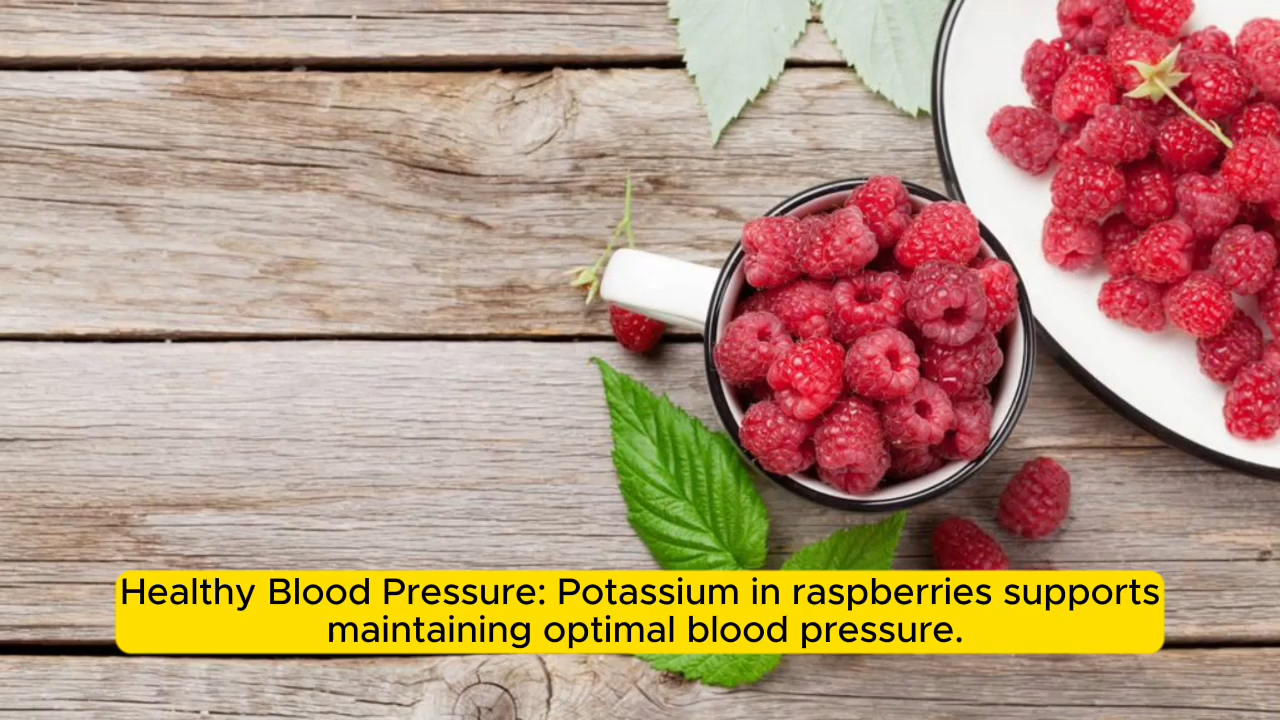 Healthy Blood Pressure: Potassium in raspberries supports
maintaining optimal blood pressure.